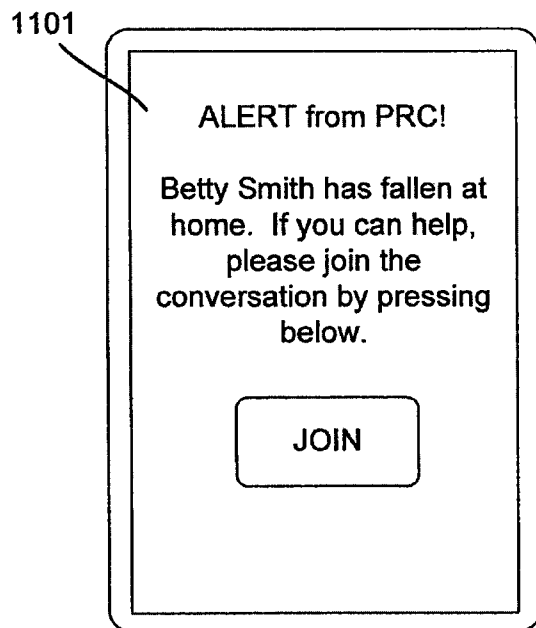 1101
ALERT from PRC!
Betty Smith has fallen at
home. If you can help,
please join the
conversation by pressing
below.
JOIN